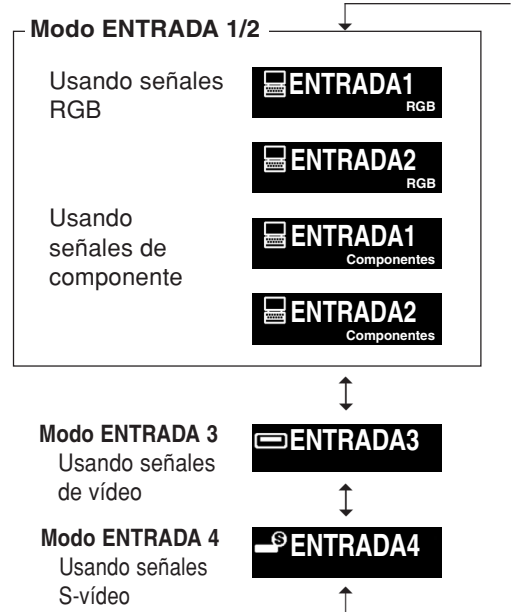 Modo ENTRADA 1/2
Usando señales
RGB
ENTRADA1
RGB
ENTRADA2
RGB
Usando
señales de
componente
ENTRADA1
Componentes
ENTRADA2
Componentes
Modo ENTRADA 3
Usando señales
de vídeo
ENTRADA3
Modo ENTRADA 4
Usando señales
S-vídeo
S
ENTRADA4